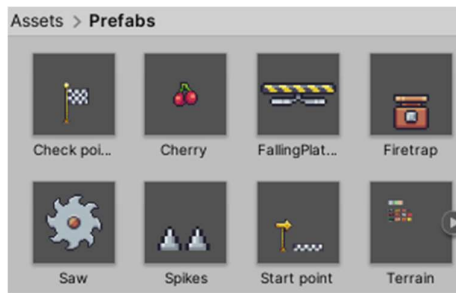 Assets > Prefabs
Check poi... Cherry FallingPlat... Firetrap
Saw Spikes Start point Terrain